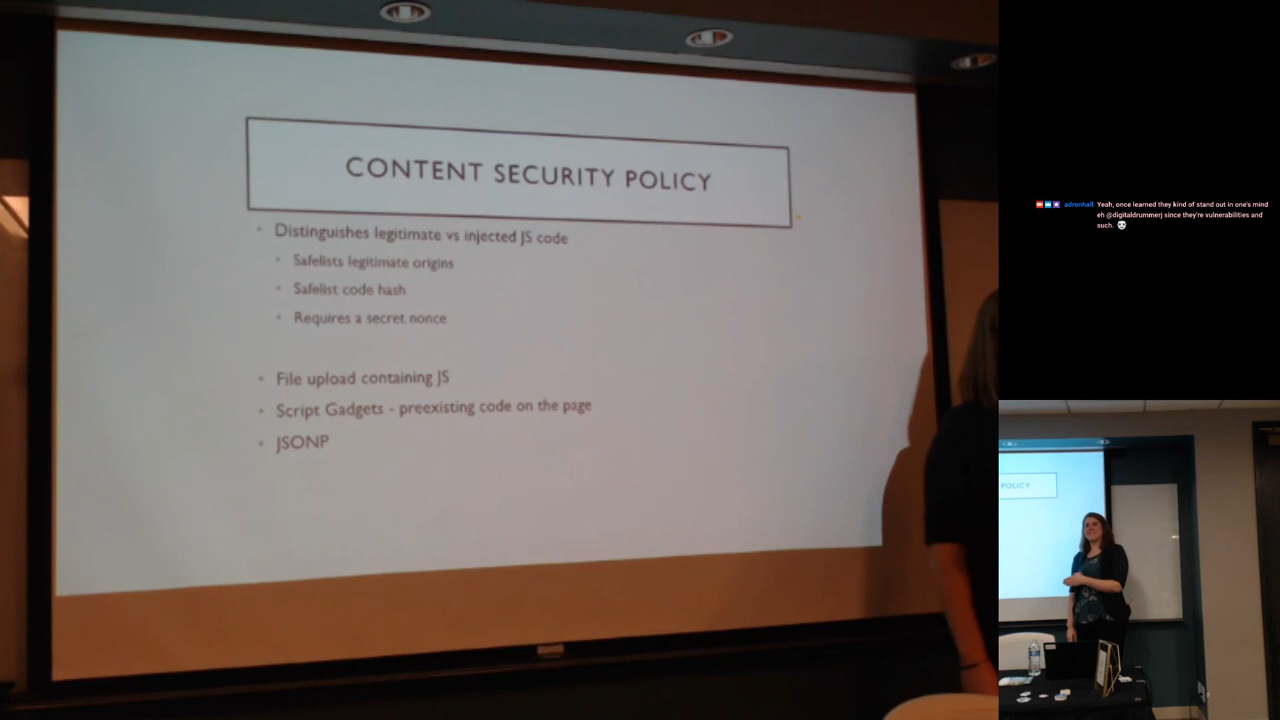 CONTENT SECURITY POLICY
Distinguishes legitimate vs injected JS code
Safelists legitimate origins
Safelist code hash
Requires a secret nonce
File upload containing JS
Script Gadgets - preexisting code on the page
JSONP
adronhall Yeah, once learned they kind of stand out in one's mind
eh @digitaldrummerj since they're vulnerabilities and
such.
POLICY